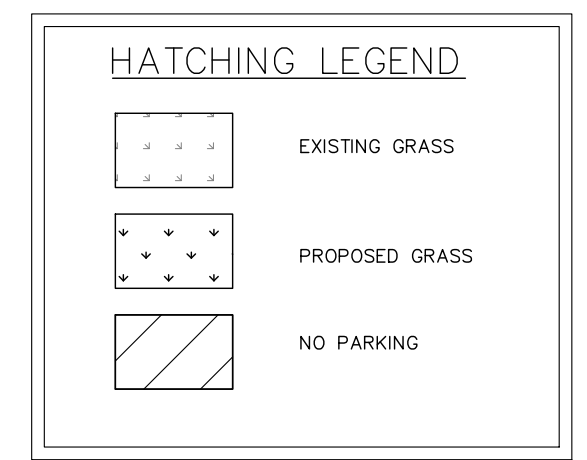 HATCHING LEGEND
EXISTING GRASS
PROPOSED GRASS
NO PARKING